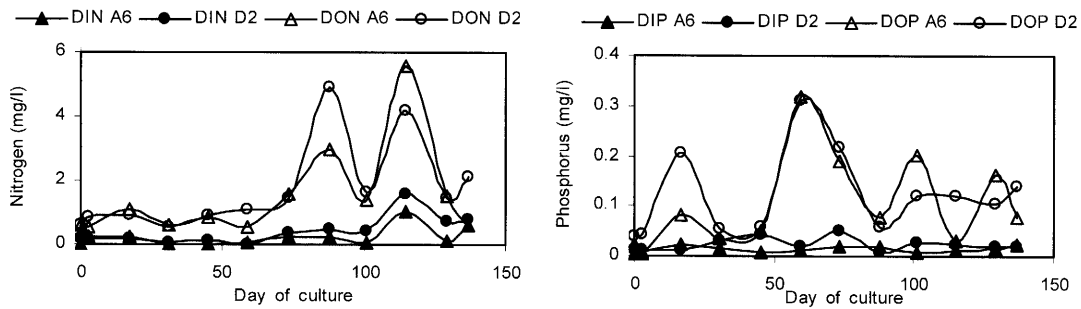 DIN A6 DIN D2 DON A6 DON D2
6
4
2
0
Nitrogen (mg/l)
0 50 100 150
Day of culture
DIP A6 DIP D2 DOP A6 DOP D2
0.4
0.3
0.2
0.1
0
Phosphorus (mg/l)
0 50 100 150
Day of culture